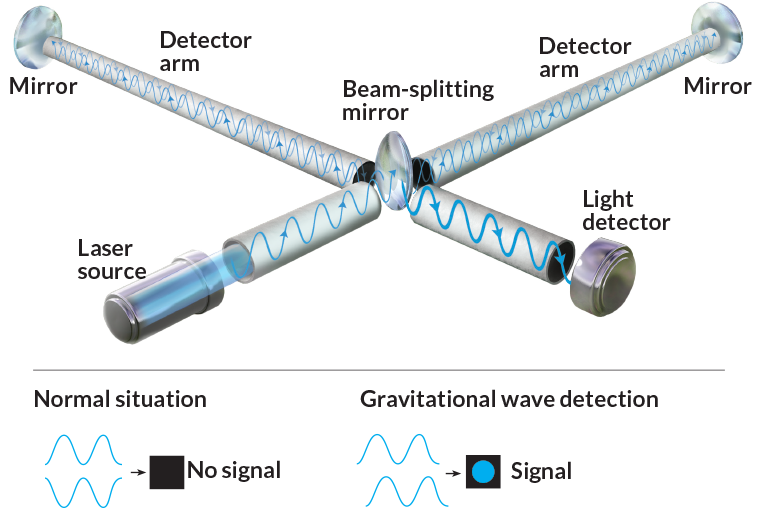 Detector
arm
Detector
arm
Mirror
Beam-splitting
mirror
Mirror
Light
detector
Laser
source
Normal situation
Gravitational wave detection
No signal
Signal